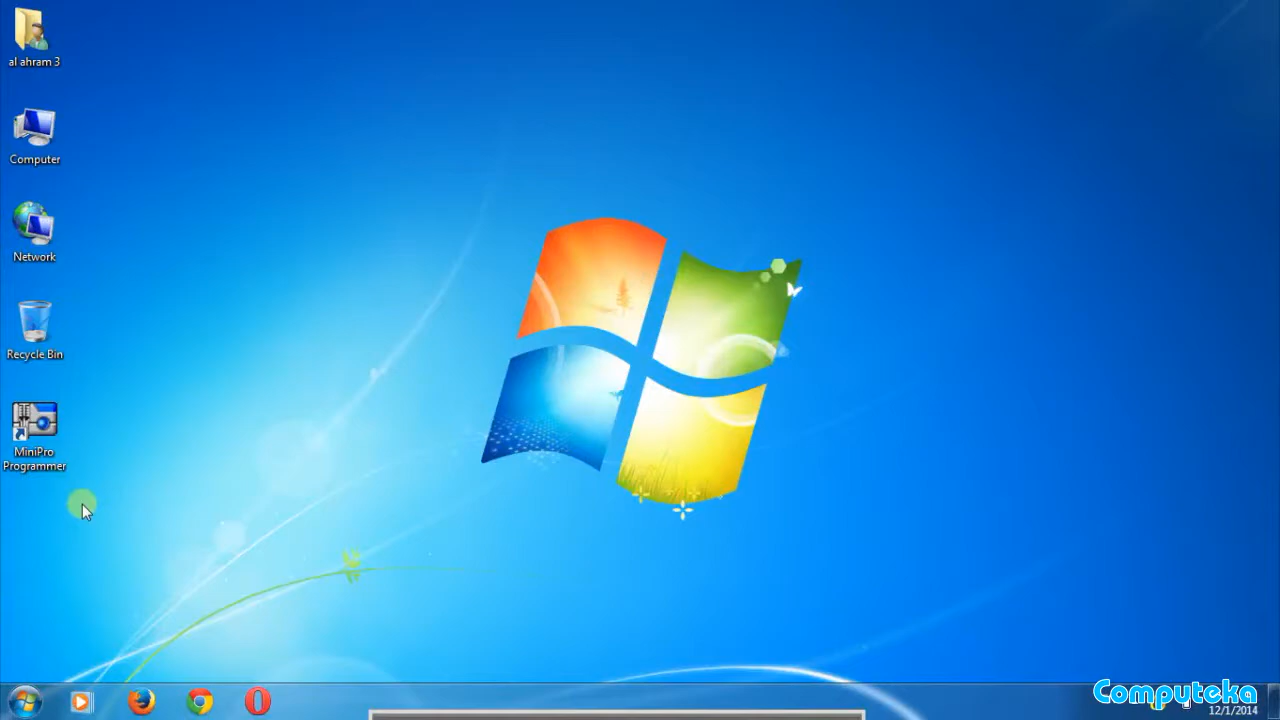 al ahram 3
Computer
Network
Recycle Bin
MiniPro
Programmer
Computeka
12/1/2014